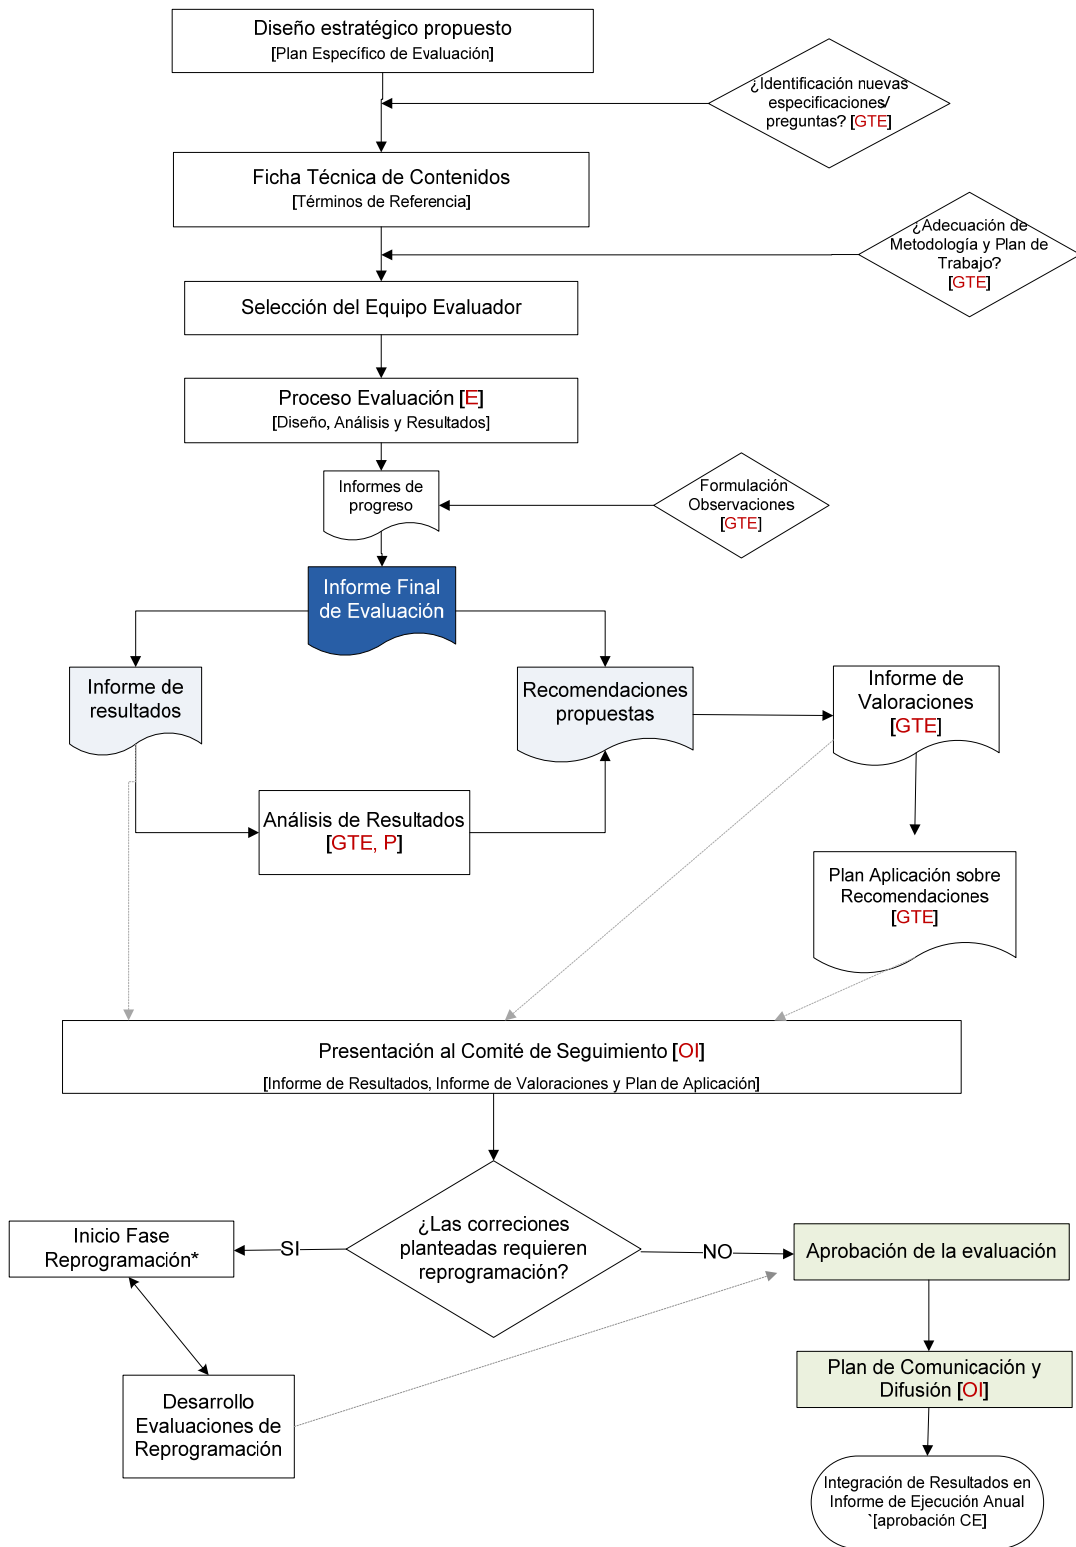 Diseño estratégico propuesto
[Plan Específico de Evaluación]
¿Identificación nuevas
especificaciones/
preguntas? [GTE]
Ficha Técnica de Contenidos
[Términos de Referencia]
¿Adecuación de
Metodología y Plan de
Trabajo?
[GTE]
Selección del Equipo Evaluador
Proceso Evaluación [E]
[Diseño, Análisis y Resultados]
Informes de
progreso
Formulación
Observaciones
[GTE]
Informe Final
de Evaluación
Informe de
resultados
Recomendaciones
propuestas
Informe de
Valoraciones
[GTE]
Análisis de Resultados
[GTE, P]
Plan Aplicación sobre
Recomendaciones
[GTE]
Presentación al Comité de Seguimiento [OI]
[Informe de Resultados, Informe de Valoraciones y Plan de Aplicación]
¿Las correciones
planteadas requieren
reprogramación?
SI
NO
Inicio Fase
Reprogramación*
Aprobación de la evaluación
Desarrollo
Evaluaciones de
Reprogramación
Plan de Comunicación y
Difusión [OI]
Integración de Resultados en
Informe de Ejecución Anual
`[aprobación CE]